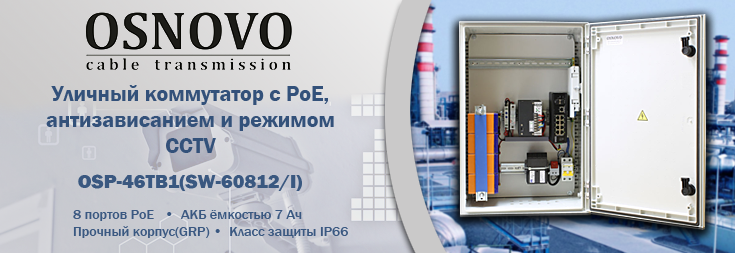 OSNOVO
cable transmission
Уличный коммутатор с PoE,
антизависанием и режимом
CCTV
OSP-46TB1(SW-60812/I)
8 портов PoE • АКБ ёмкостью 7 Ач
Прочный корпус(GRP) • Класс защиты IP66